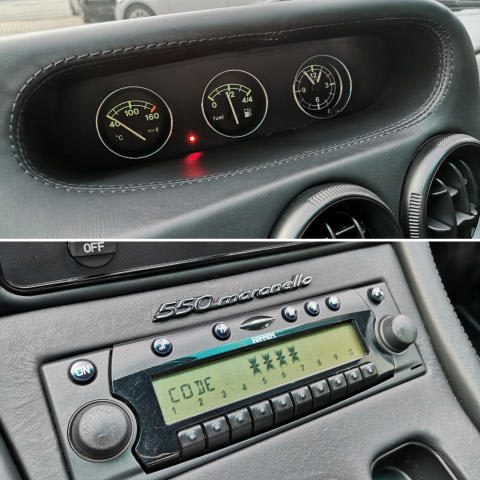 40 100 160
°C
0 1/2 4/4
fuel
12
9 3
6
OFF
550 maranello
Ferrari
ON
CODE ****
1 2 3 4 5 6 7 8 9 0